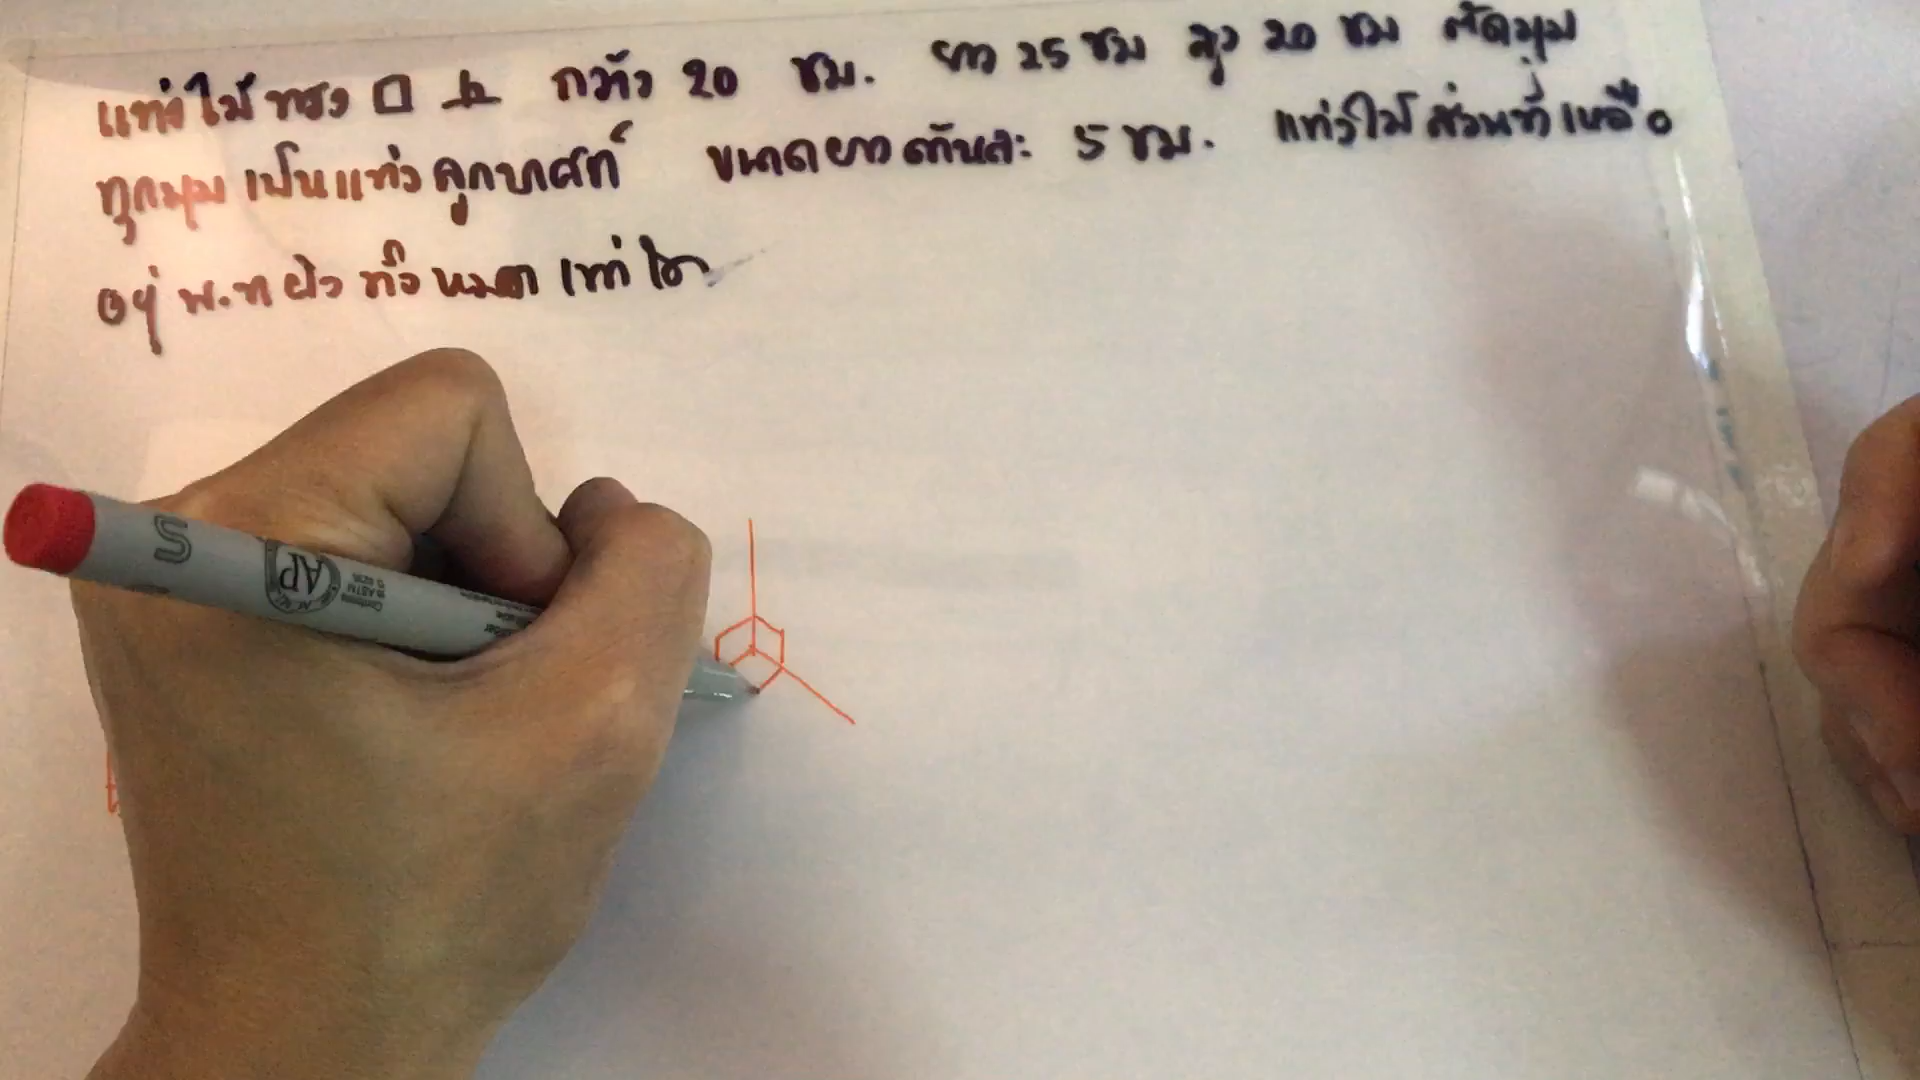 แท่งไม้ทรง □ ⊥ กว้าง 20 ซม. ยาว 25 ซม สูง 20 ซม ตัดมุม
ทุกมุม เป็นแท่งลูกบาศก์ ขนาดยาวด้านละ 5 ซม. แท่งไม้ส่วนที่เหลือ
อยู่ พ.ท ผิว ทั้งหมด เท่าใด
S
AP
Conforms